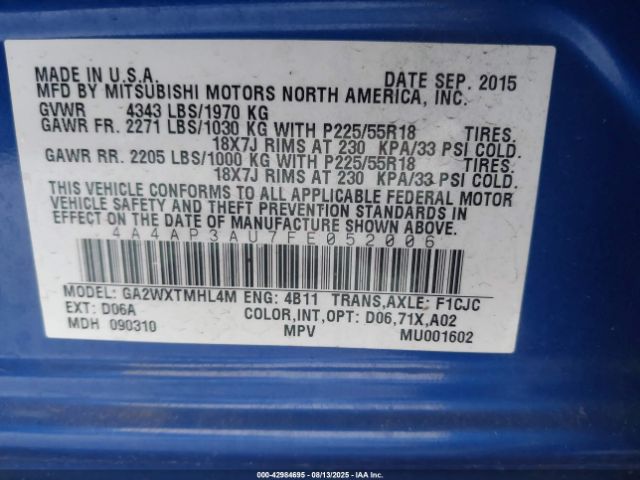 MADE IN U.S.A. DATE SEP. 2015
MFD BY MITSUBISHI MOTORS NORTH AMERICA, INC.
GVWR 4343 LBS/1970 KG
GAWR FR. 2271 LBS/1030 KG WITH P225/55R18 TIRES.
18X7J RIMS AT 230 KPA/33 PSI COLD.
GAWR RR. 2205 LBS/1000 KG WITH P225/55R18 TIRES.
18X7J RIMS AT 230 KPA/33 PSI COLD.
THIS VEHICLE CONFORMS TO ALL APPLICABLE FEDERAL MOTOR
VEHICLE SAFETY AND THEFT PREVENTION STANDARDS IN
EFFECT ON THE DATE OF MANUFACTURE SHOWN ABOVE.
4A4AP3AU7FE052006
MODEL: GA2WXTMHL4M ENG: 4B11 TRANS,AXLE: F1CJC
EXT: D06A COLOR,INT,OPT: D06,71X,A02
MDH 090310 MPV MU001602
000-42984695 - 08/13/2025 - IAA Inc.